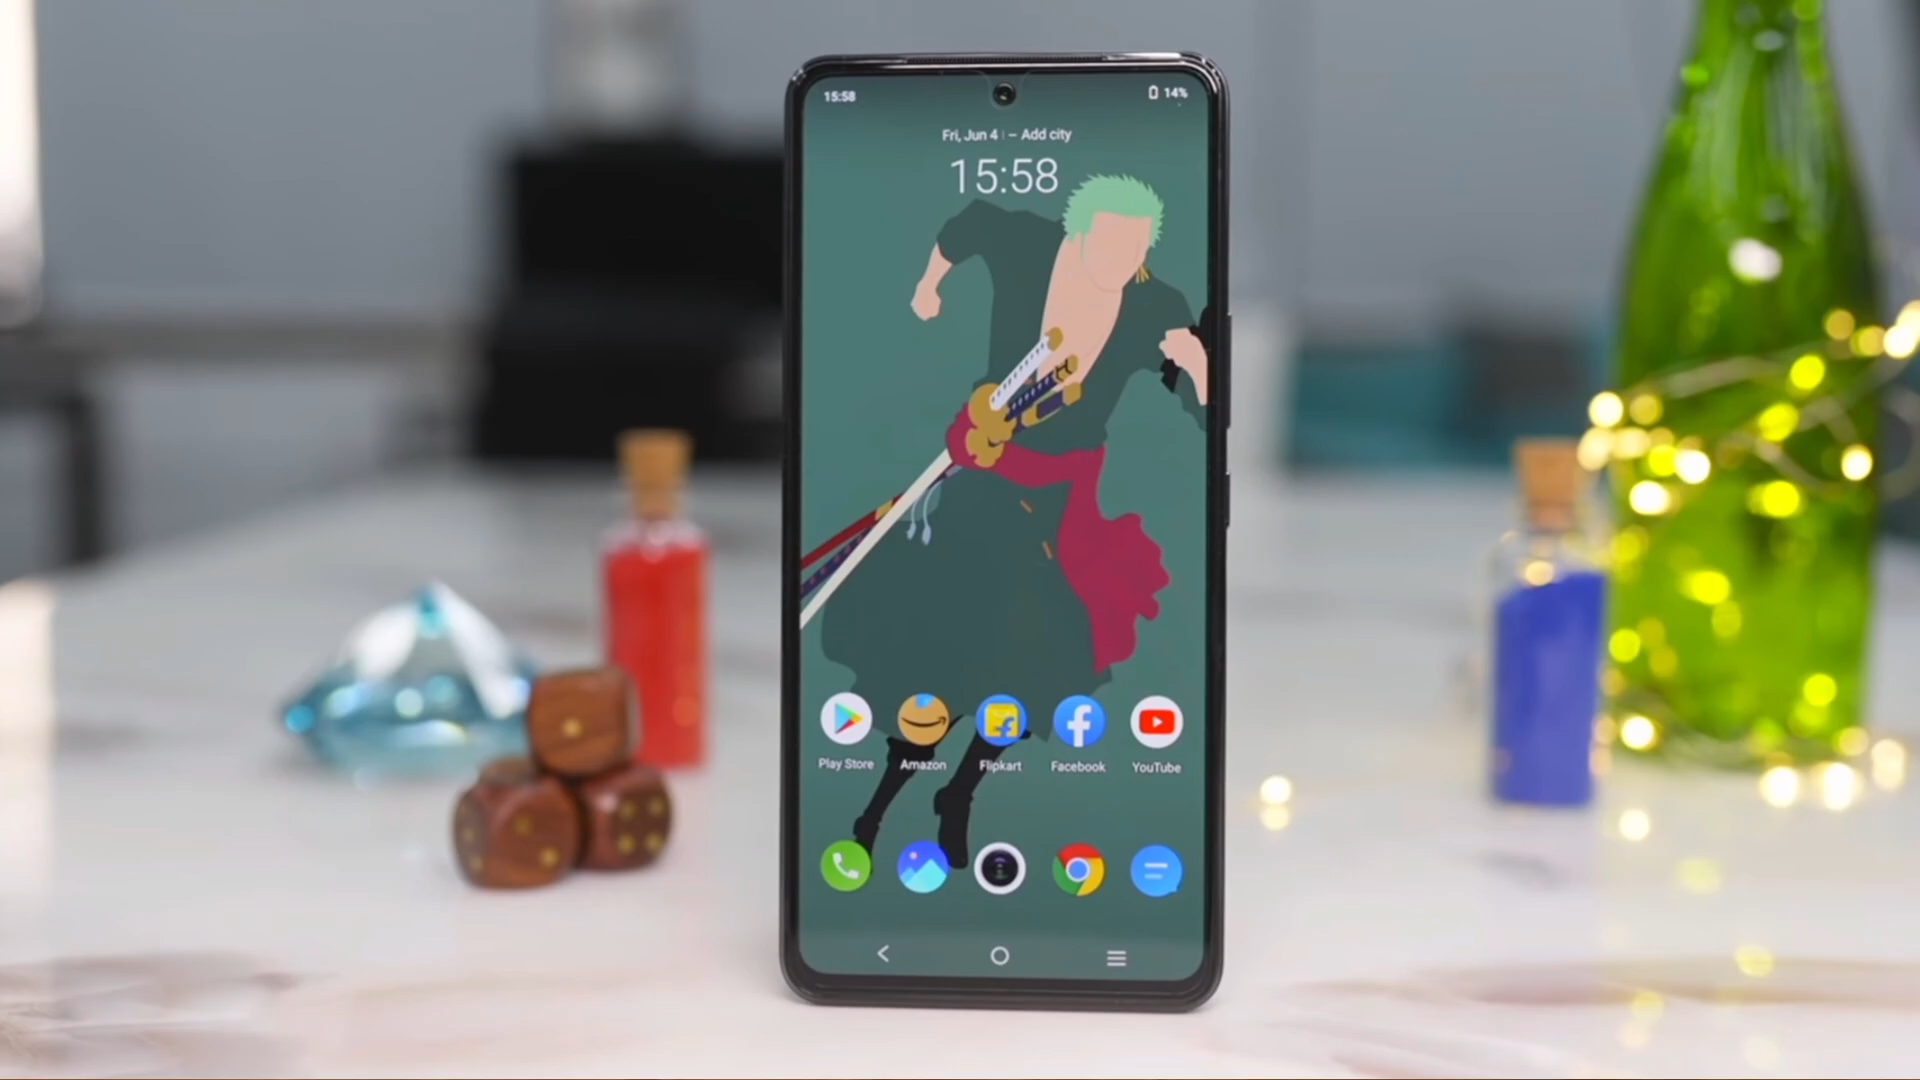 15:58 14%
Fri, Jun 4 | – Add city
15:58
Play Store Amazon Flipkart Facebook YouTube